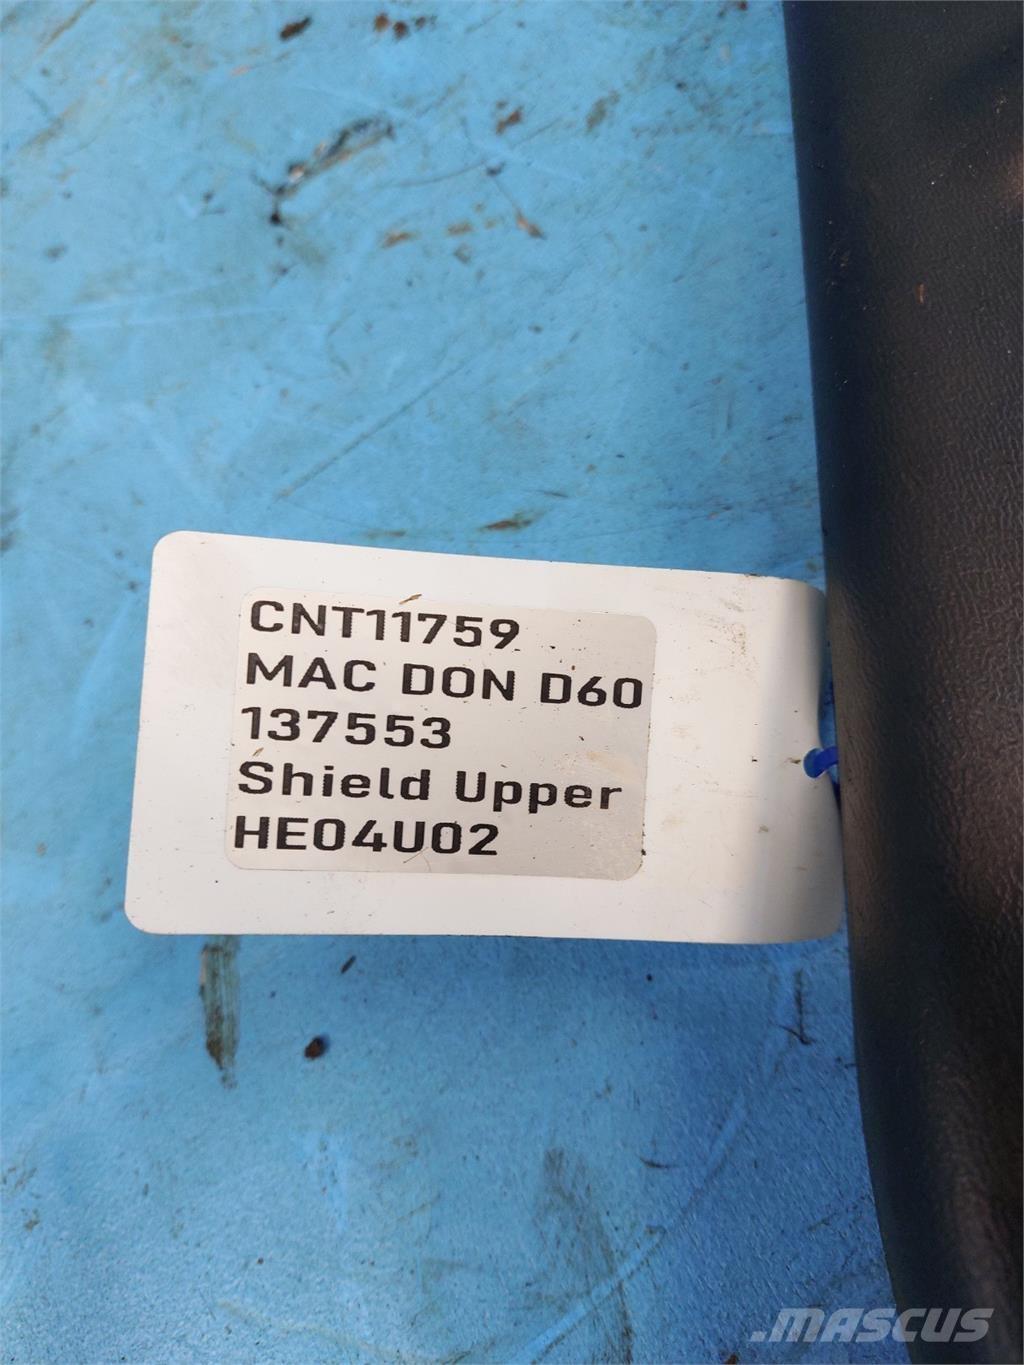 CNT11759
MAC DON D60
137553
Shield Upper
HE04U02
.MASCUS